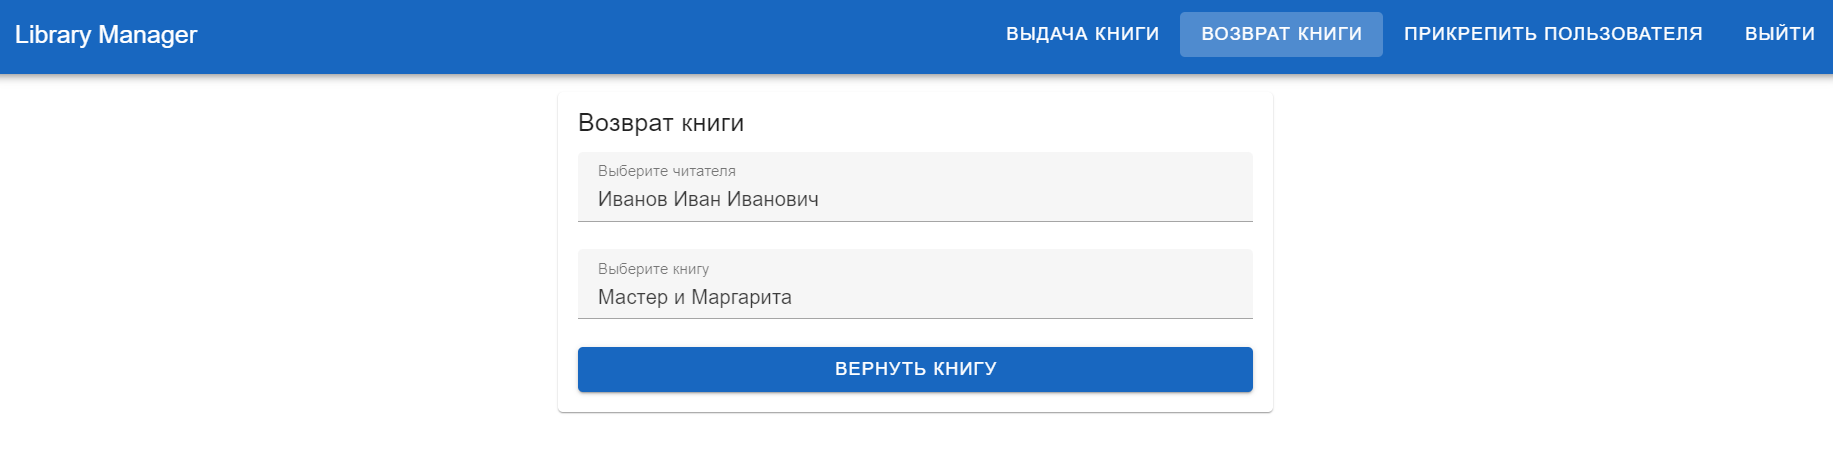 Library Manager
ВЫДАЧА КНИГИ
ВОЗВРАТ КНИГИ
ПРИКРЕПИТЬ ПОЛЬЗОВАТЕЛЯ
ВЫЙТИ
Возврат книги
Выберите читателя
Иванов Иван Иванович
Выберите книгу
Мастер и Маргарита
ВЕРНУТЬ КНИГУ